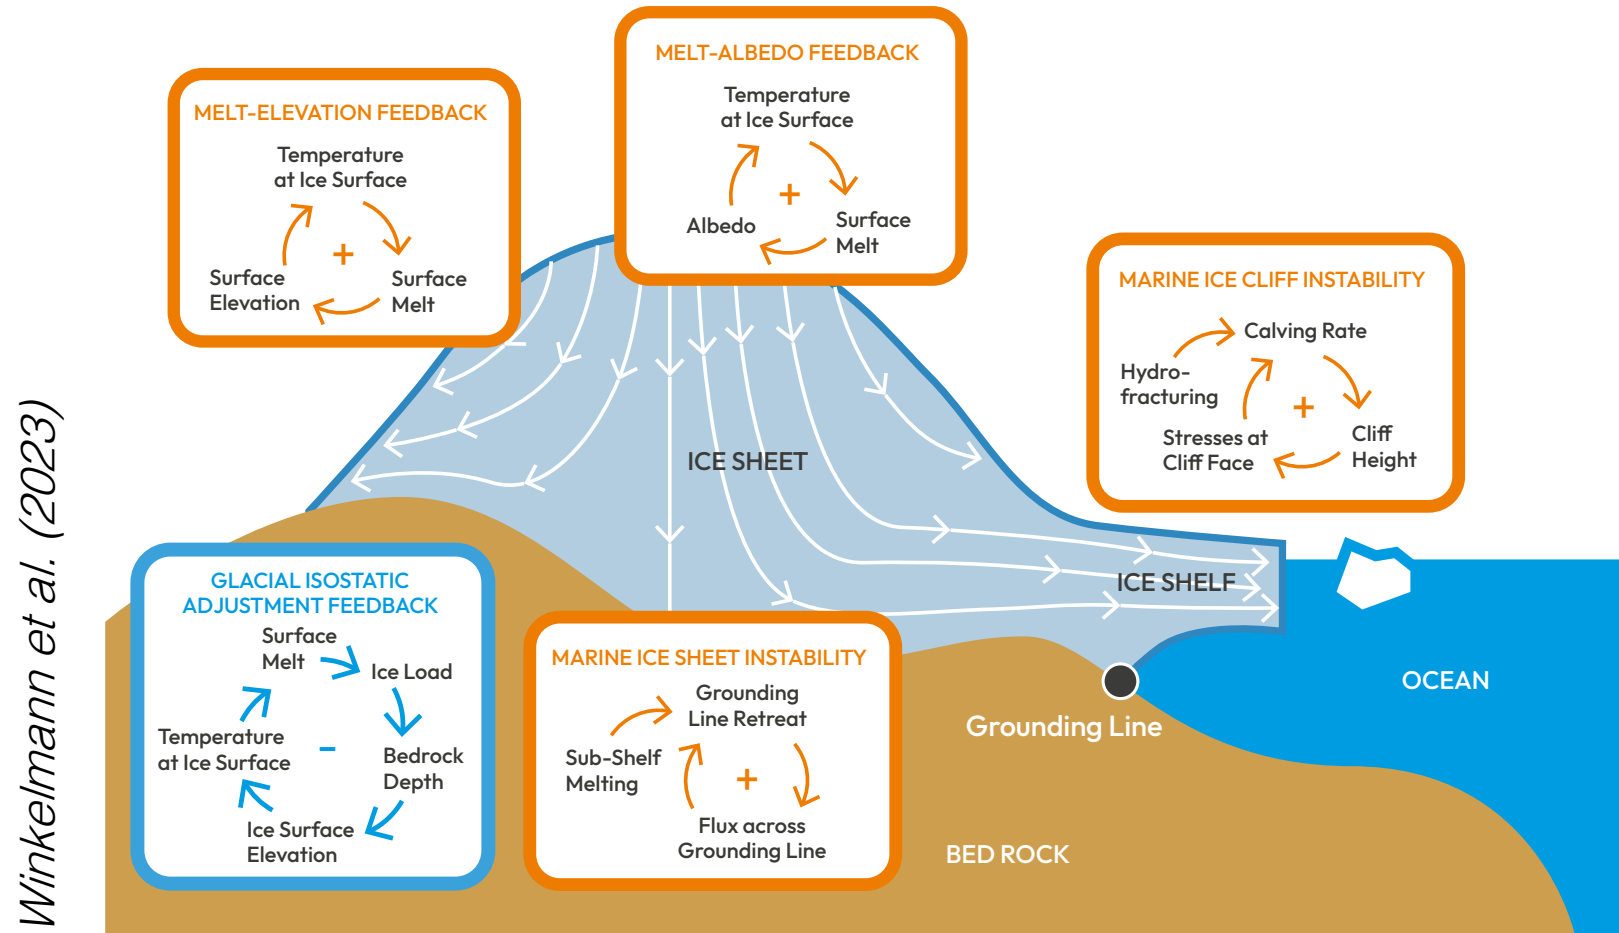 MELT-ALBEDO FEEDBACK
Temperature
at Ice Surface
Albedo
+
Surface
Melt
MELT-ELEVATION FEEDBACK
Temperature
at Ice Surface
+
Surface
Elevation
Surface
Melt
MARINE ICE CLIFF INSTABILITY
Calving Rate
Hydro-
fracturing
+
Stresses at
Cliff Face
Cliff
Height
ICE SHEET
ICE SHELF
GLACIAL ISOSTATIC
ADJUSTMENT FEEDBACK
Surface
Melt
Ice Load
Temperature
at Ice Surface
-
Bedrock
Depth
Ice Surface
Elevation
MARINE ICE SHEET INSTABILITY
Grounding
Line Retreat
Sub-Shelf
Melting
+
Flux across
Grounding Line
Grounding Line
OCEAN
BED ROCK
Winkelmann et al. (2023)